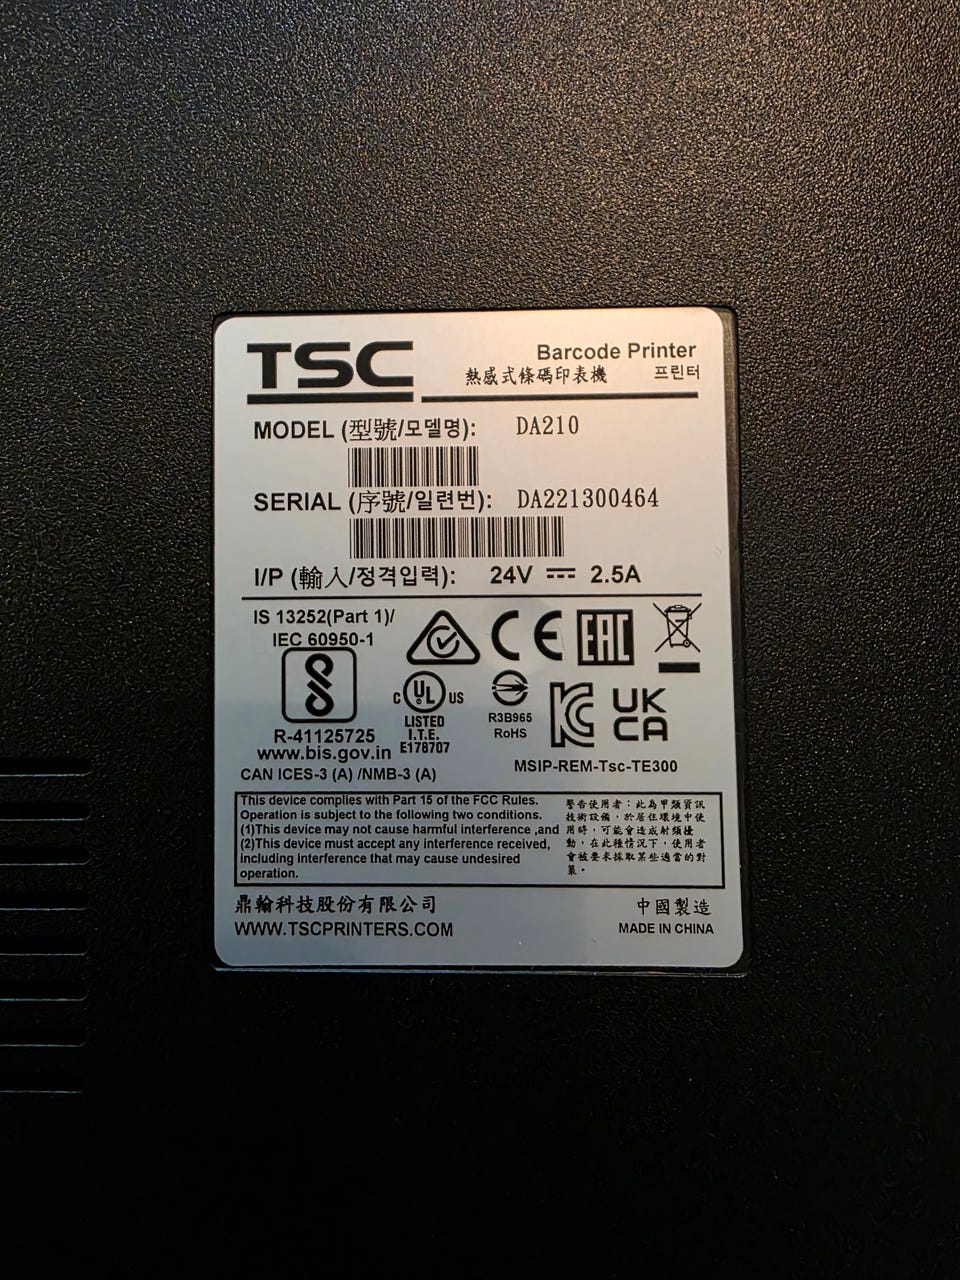 TSC
Barcode Printer
熱感式條碼印表機 프린터
MODEL (型號/모델명): DA210
SERIAL (序號/일련번): DA221300464
I/P (輸入/정격입력): 24V ⎓ 2.5A
IS 13252(Part 1)/
IEC 60950-1
R-41125725
www.bis.gov.in
CE
EAC
C UL US
LISTED
I.T.E.
E178707
R3B965
RoHS
KC
UK
CA
MSIP-REM-Tsc-TE300
CAN ICES-3 (A) /NMB-3 (A)
This device complies with Part 15 of the FCC Rules.
Operation is subject to the following two conditions.
(1)This device may not cause harmful interference ,and
(2)This device must accept any interference received,
including interference that may cause undesired
operation.
警告使用者：此為甲類資訊
技術設備，於居住環境中使
用時，可能會造成射頻擾
動，在此種情況下，使用者
會被要求採取某些適當的對
策。
鼎翰科技股份有限公司
WWW.TSCPRINTERS.COM
中國製造
MADE IN CHINA